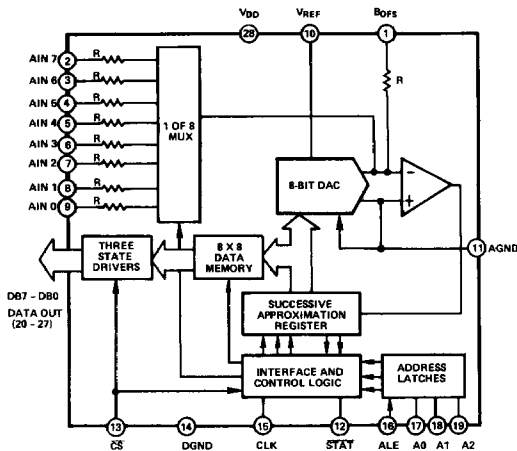 VDD
VREF
BOFS
28
10
1
AIN 7
2
R
AIN 6
3
R
AIN 5
4
R
AIN 4
5
R
AIN 3
6
R
AIN 2
7
R
AIN 1
8
R
AIN 0
9
R
1 OF 8
MUX
R
8-BIT DAC
−
+
11
AGND
THREE
STATE
DRIVERS
8 X 8
DATA
MEMORY
DB7 – DB0
DATA OUT
(20 – 27)
SUCCESSIVE
APPROXIMATION
REGISTER
INTERFACE AND
CONTROL LOGIC
ADDRESS
LATCHES
13
14
15
12
16
17
18
19
CS
DGND
CLK
STAT
ALE
A0
A1
A2